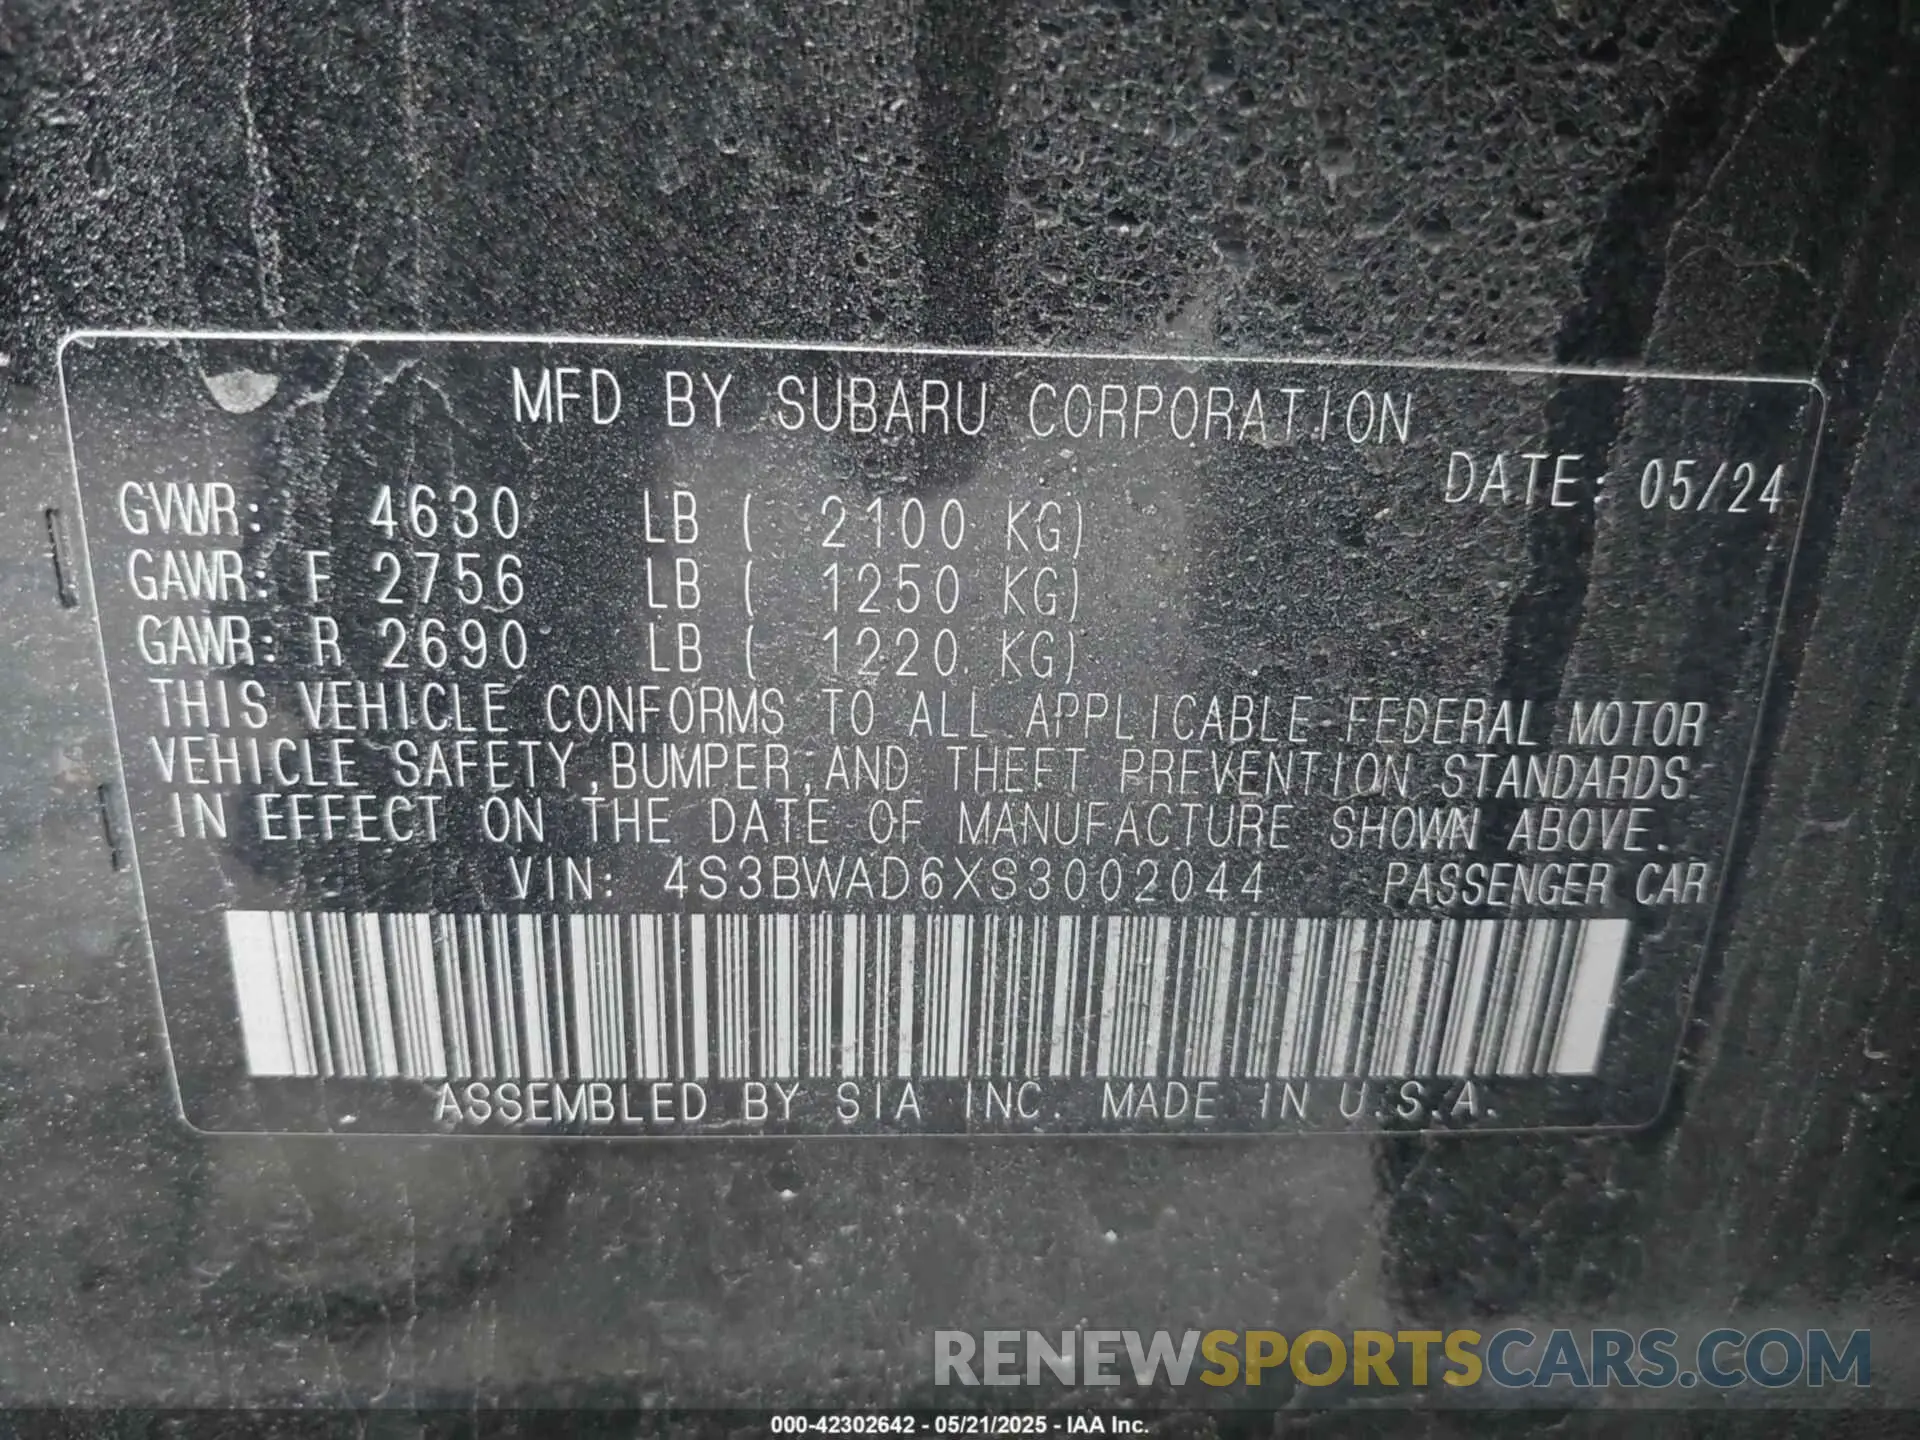 MFD BY SUBARU CORPORATION
DATE: 05/24
GVWR: 4630 LB ( 2100 KG)
GAWR: F 2756 LB ( 1250 KG)
GAWR: R 2690 LB ( 1220 KG)
THIS VEHICLE CONFORMS TO ALL APPLICABLE FEDERAL MOTOR
VEHICLE SAFETY,BUMPER,AND THEFT PREVENTION STANDARDS
IN EFFECT ON THE DATE OF MANUFACTURE SHOWN ABOVE.
VIN: 4S3BWAD6XS3002044 PASSENGER CAR
ASSEMBLED BY SIA INC. MADE IN U.S.A.
RENEWSPORTSCARS.COM
000-42302642 - 05/21/2025 - IAA Inc.